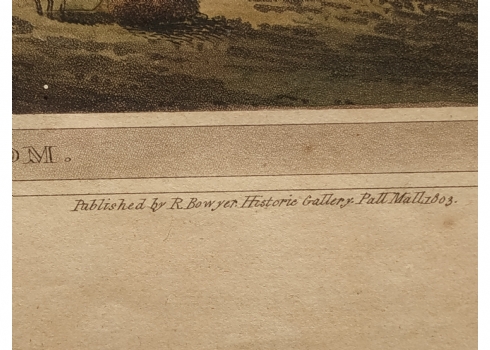 OM.
Published by R. Bowyer Historic Gallery. Pall Mall, 1803.